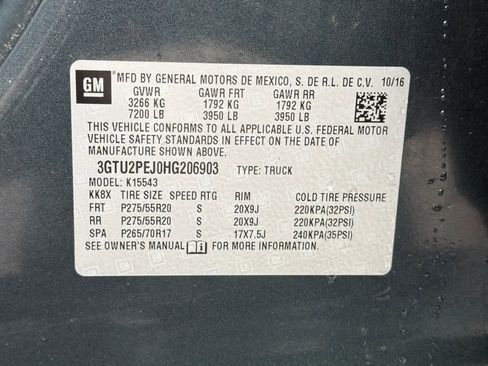 GM MFD BY GENERAL MOTORS DE MEXICO, S. DE R.L. DE C.V. 10/16
GVWR GAWR FRT GAWR RR
3266 KG 1792 KG 1792 KG
7200 LB 3950 LB 3950 LB
THIS VEHICLE CONFORMS TO ALL APPLICABLE U.S. FEDERAL MOTOR
VEHICLE SAFETY STANDARDS IN EFFECT ON THE DATE OF
MANUFACTURE SHOWN ABOVE.
3GTU2PEJ0HG206903 TYPE: TRUCK
MODEL: K15543
KK8X TIRE SIZE SPEED RTG RIM COLD TIRE PRESSURE
FRT P275/55R20 S 20X9J 220KPA(32PSI)
RR P275/55R20 S 20X9J 220KPA(32PSI)
SPA P265/70R17 S 17X7.5J 240KPA(35PSI)
SEE OWNER'S MANUAL FOR MORE INFORMATION.